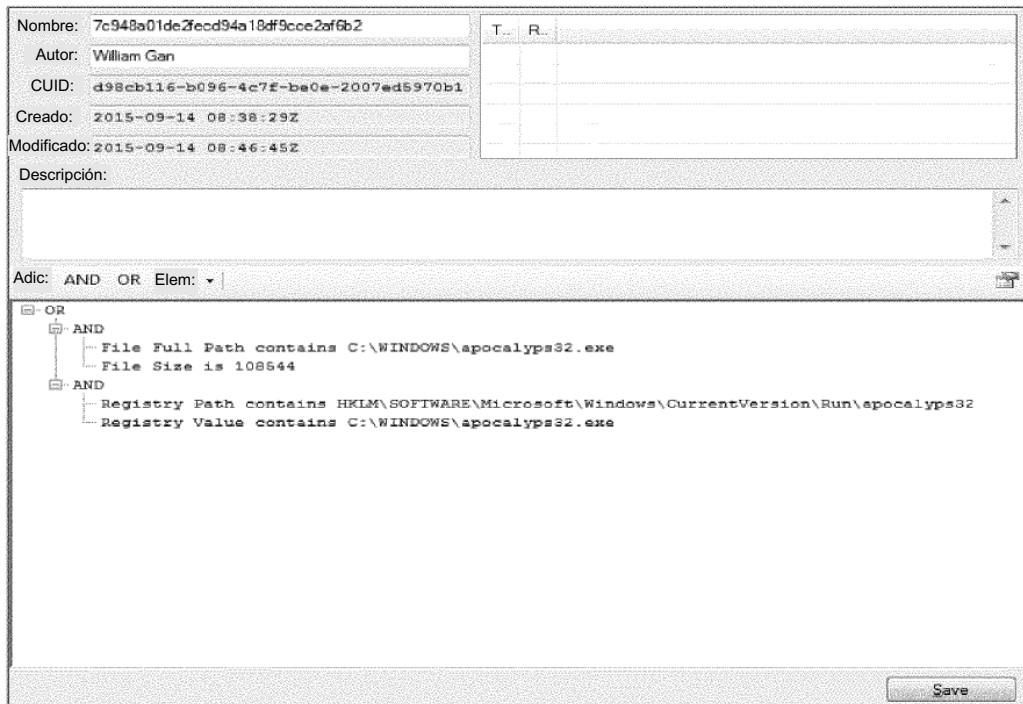 Nombre: 7c948a01de2fecd94a18df9cce2af6b2
T... R...
Autor: William Gan
CUID: d98cb116-b096-4c7f-be0e-2007ed5970b1
Creado: 2015-09-14 08:38:29Z
Modificado: 2015-09-14 08:46:45Z
Descripción:
Adic: AND OR Elem:
OR
AND
File Full Path contains C:\WINDOWS\apocalyps32.exe
File Size is 108544
AND
Registry Path contains HKLM\SOFTWARE\Microsoft\Windows\CurrentVersion\Run\apocalyps32
Registry Value contains C:\WINDOWS\apocalyps32.exe
Save